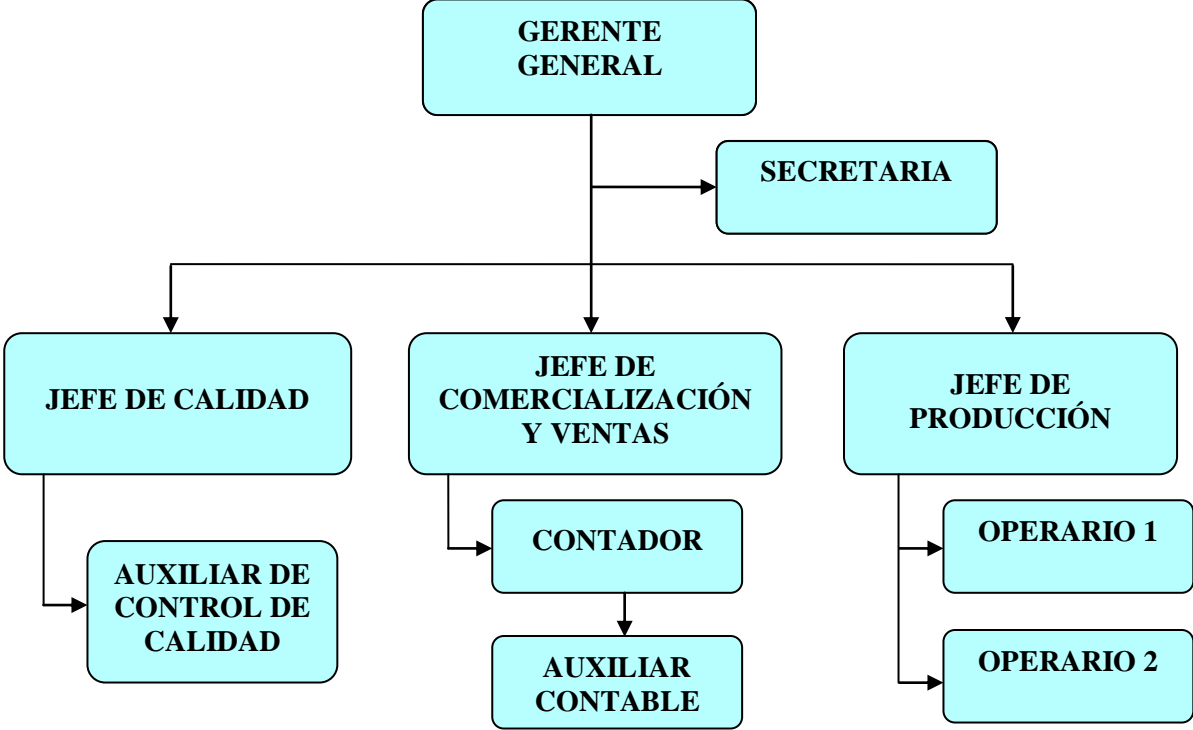 GERENTE
GENERAL
SECRETARIA
JEFE DE CALIDAD
JEFE DE
COMERCIALIZACIÓN
Y VENTAS
JEFE DE
PRODUCCIÓN
AUXILIAR DE
CONTROL DE
CALIDAD
CONTADOR
AUXILIAR
CONTABLE
OPERARIO 1
OPERARIO 2